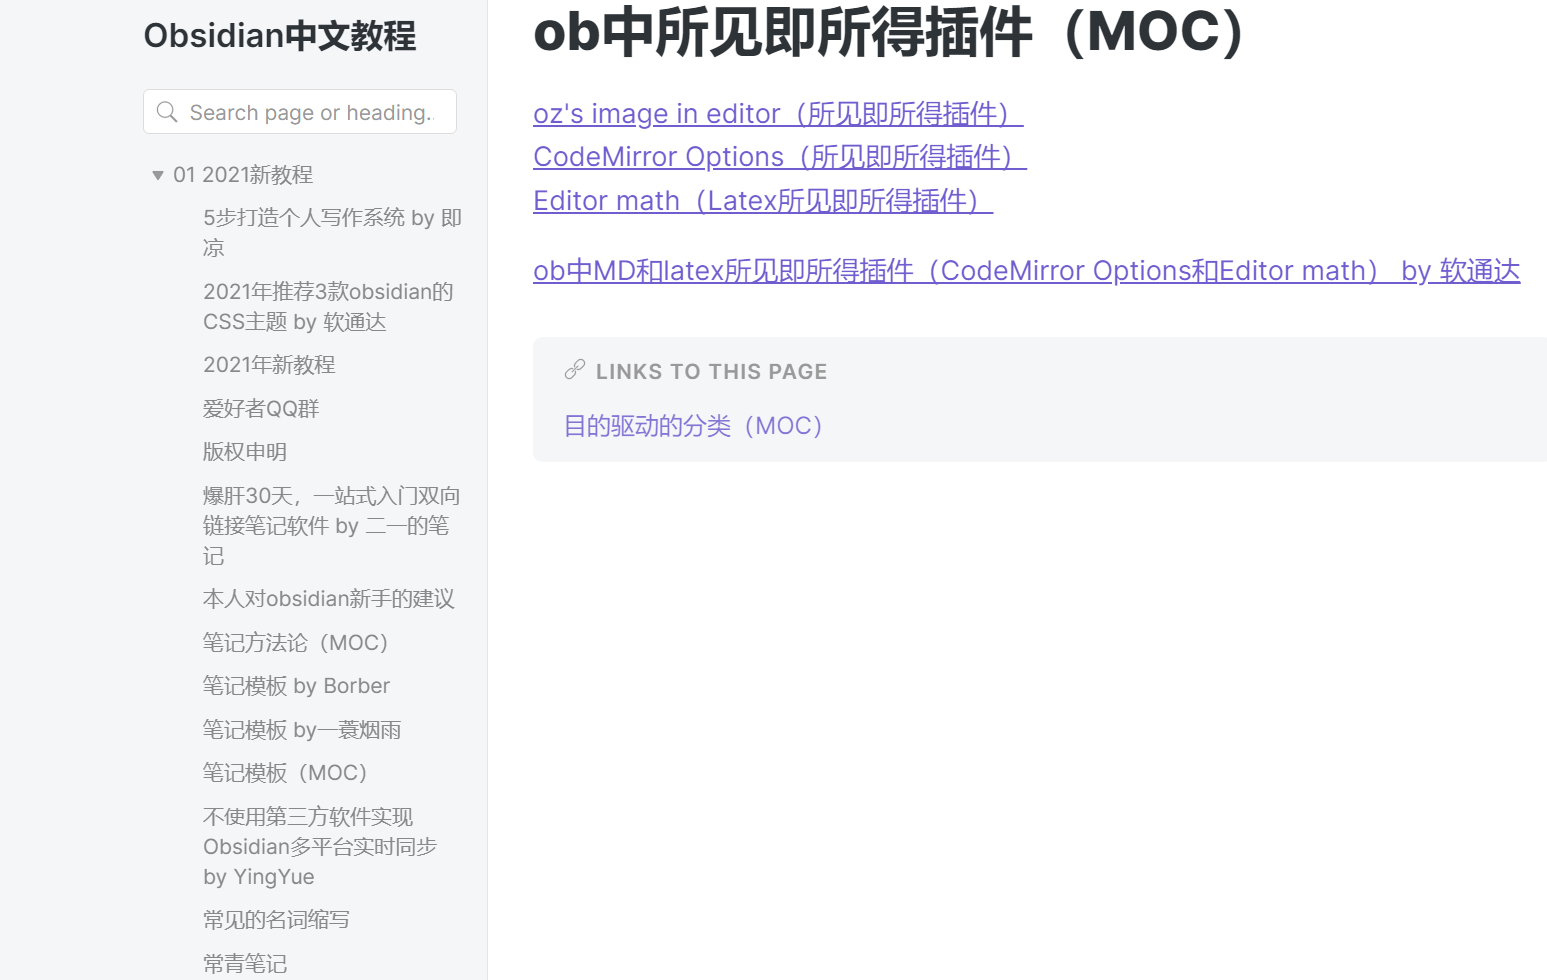 Obsidian中文教程
Search page or heading..
01 2021新教程
5步打造个人写作系统 by 即
凉
2021年推荐3款obsidian的
CSS主题 by 软通达
2021年新教程
爱好者QQ群
版权申明
爆肝30天，一站式入门双向
链接笔记软件 by 二一的笔
记
本人对obsidian新手的建议
笔记方法论（MOC）
笔记模板 by Borber
笔记模板 by一蓑烟雨
笔记模板（MOC）
不使用第三方软件实现
Obsidian多平台实时同步
by YingYue
常见的名词缩写
常青笔记
ob中所见即所得插件（MOC）
oz's image in editor（所见即所得插件）
CodeMirror Options（所见即所得插件）
Editor math（Latex所见即所得插件）
ob中MD和latex所见即所得插件（CodeMirror Options和Editor math） by 软通达
LINKS TO THIS PAGE
目的驱动的分类（MOC）